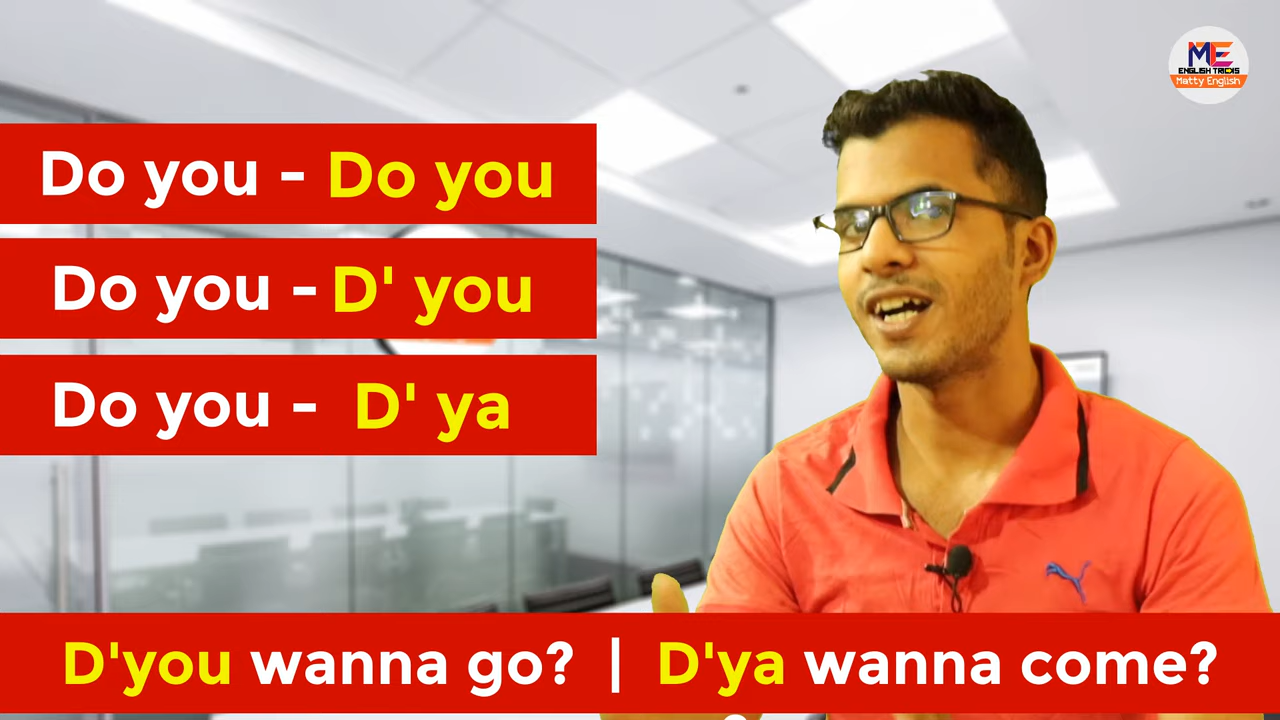 ME
ENGLISH TRICKS
Matty English
Do you - Do you
Do you - D' you
Do you - D' ya
D'you wanna go? | D'ya wanna come?